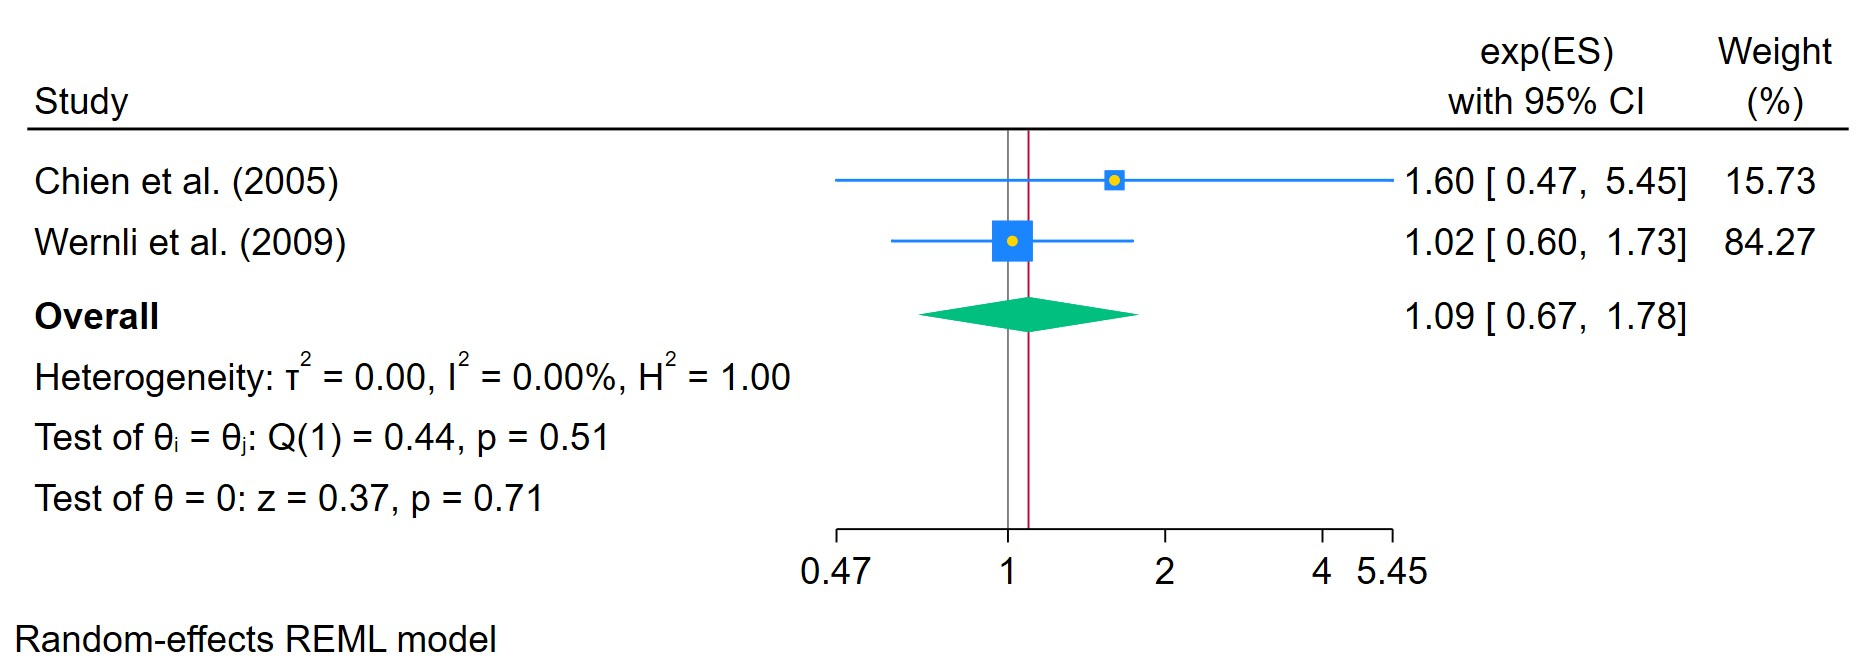 exp(ES) Weight
Study with 95% CI (%)
Chien et al. (2005) 1.60 [ 0.47, 5.45] 15.73
Wernli et al. (2009) 1.02 [ 0.60, 1.73] 84.27
Overall 1.09 [ 0.67, 1.78]
Heterogeneity: τ² = 0.00, I² = 0.00%, H² = 1.00
Test of θᵢ = θⱼ: Q(1) = 0.44, p = 0.51
Test of θ = 0: z = 0.37, p = 0.71
0.47 1 2 4 5.45
Random-effects REML model